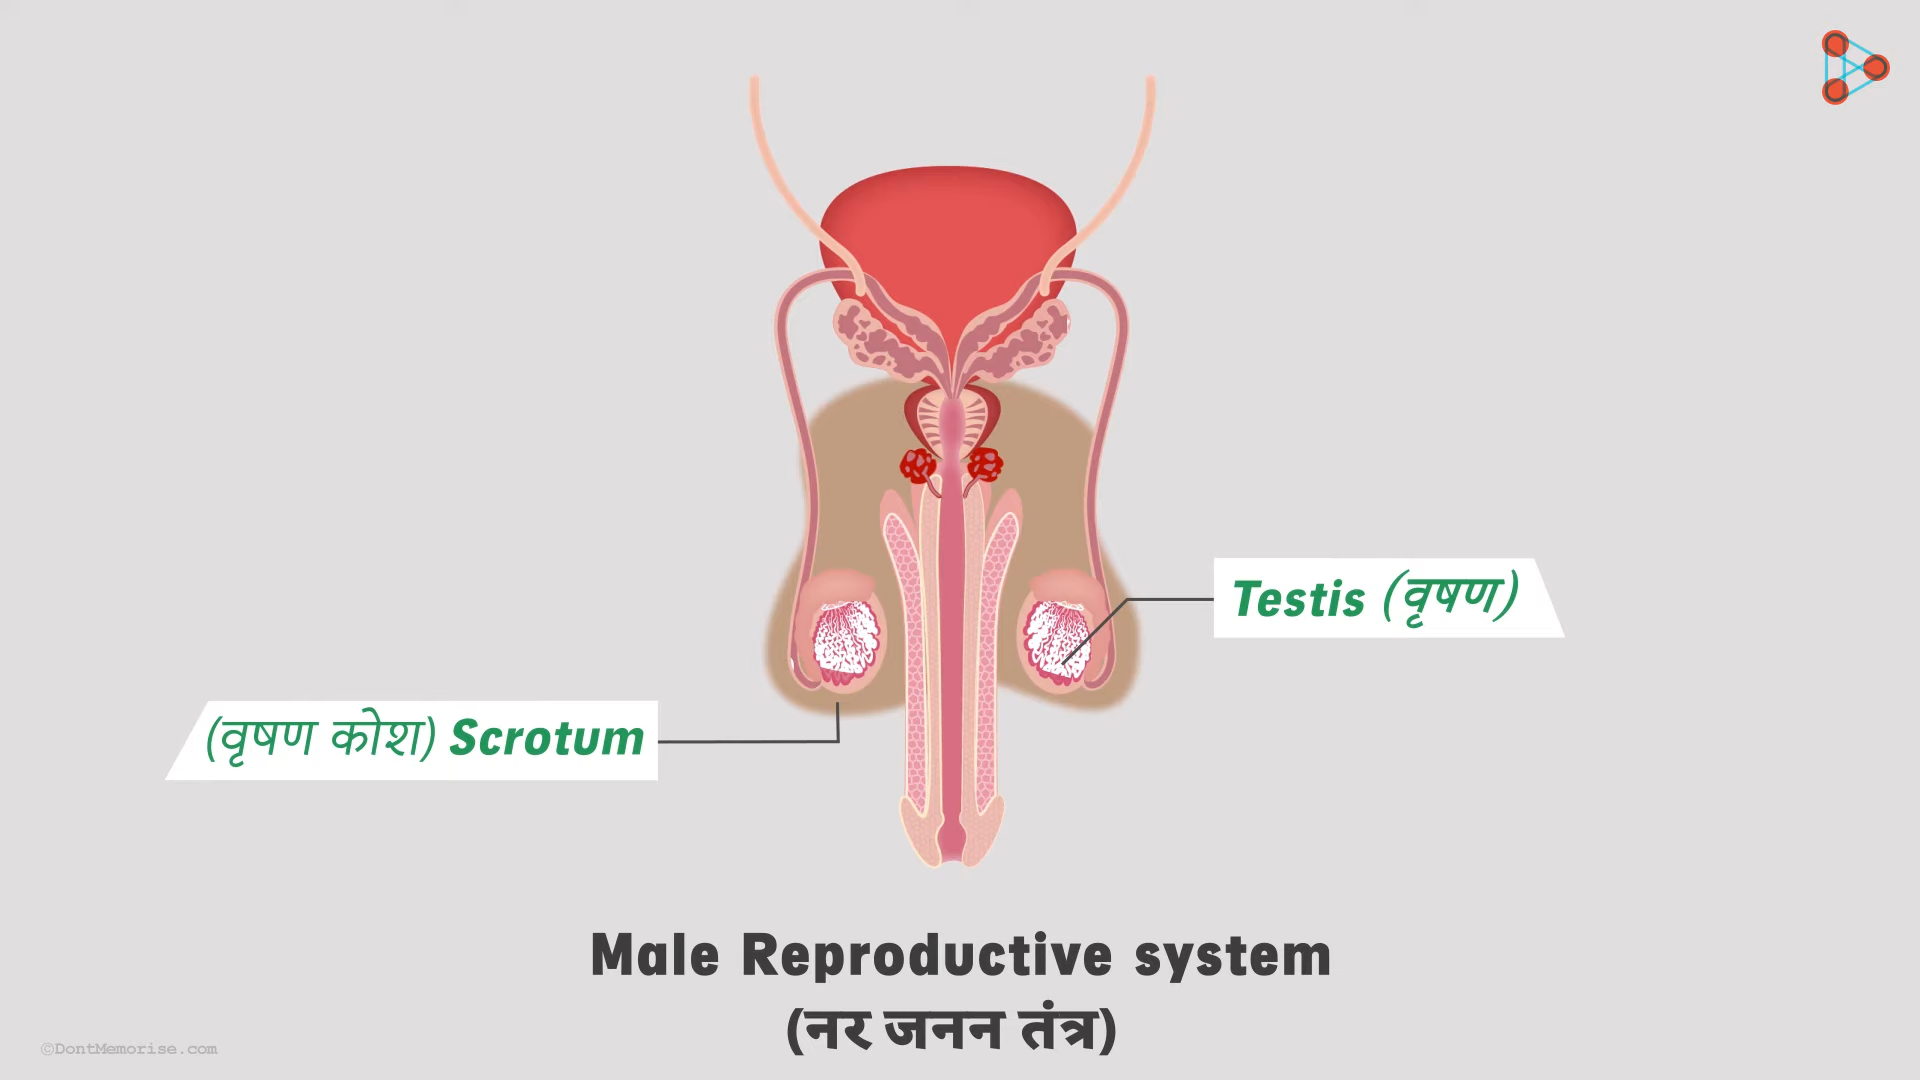 Testis (वृषण)
(वृषण कोश) Scrotum
Male Reproductive system
(नर जनन तंत्र)
©DontMemorise.com